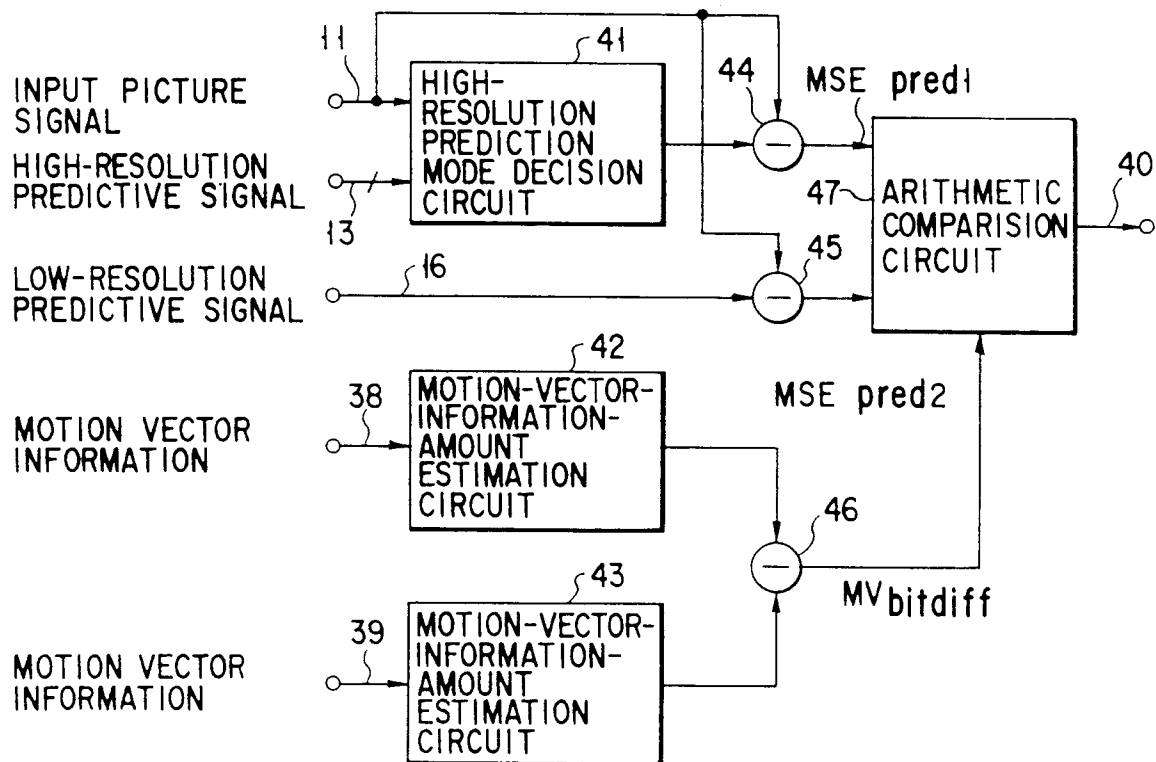 11
41
INPUT PICTURE
SIGNAL
HIGH-RESOLUTION
PREDICTIVE SIGNAL
13
HIGH-
RESOLUTION
PREDICTION
MODE DECISION
CIRCUIT
44
MSE pred1
47
ARITHMETIC
COMPARISION
CIRCUIT
40
LOW-RESOLUTION
PREDICTIVE SIGNAL
16
45
MSE pred2
42
MOTION VECTOR
INFORMATION
38
MOTION-VECTOR-
INFORMATION-
AMOUNT
ESTIMATION
CIRCUIT
46
MVbitdiff
43
MOTION VECTOR
INFORMATION
39
MOTION-VECTOR-
INFORMATION-
AMOUNT
ESTIMATION
CIRCUIT